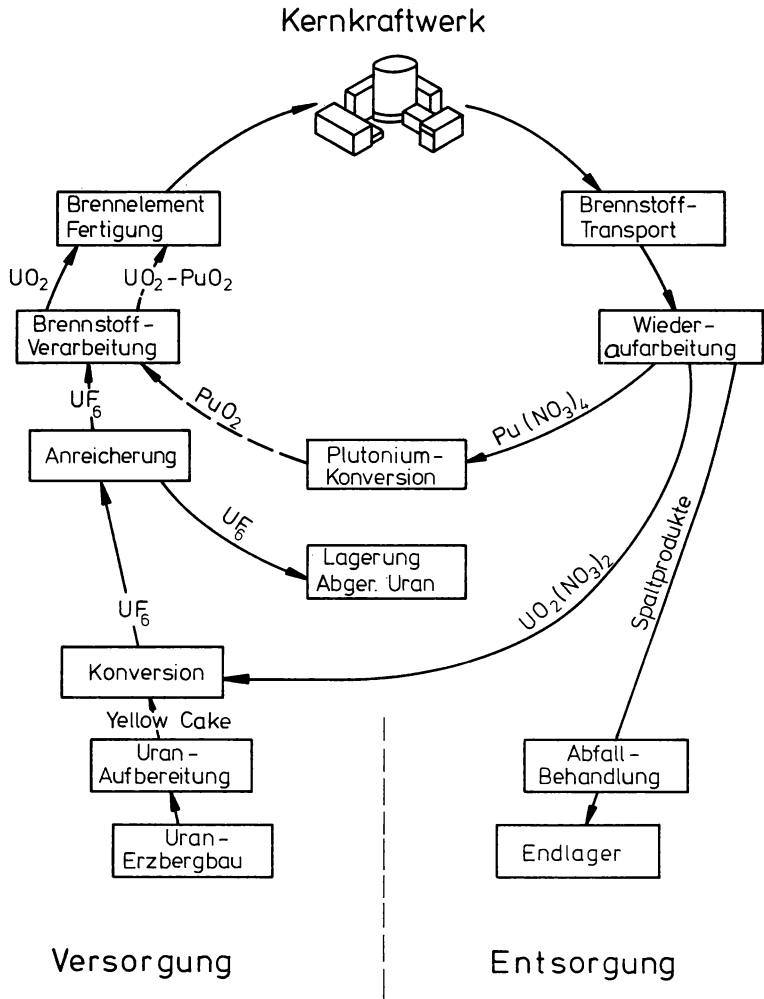 Kernkraftwerk
Brennelement
Fertigung
Brennstoff-
Transport
UO₂
UO₂-PuO₂
Brennstoff-
Verarbeitung
Wieder-
aufarbeitung
UF₆
PuO₂
Pu(NO₃)₄
Anreicherung
Plutonium-
Konversion
UF₆
Lagerung
Abger. Uran
UO₂(NO₃)₂
Spaltprodukte
UF₆
Konversion
Yellow Cake
Uran-
Aufbereitung
Abfall-
Behandlung
Uran-
Erzbergbau
Endlager
Versorgung
Entsorgung